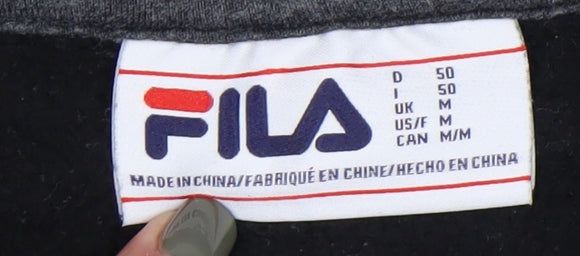 FILA
D 50
I 50
UK M
US/F M
CAN M/M
MADE IN CHINA/FABRIQUÉ EN CHINE/HECHO EN CHINA